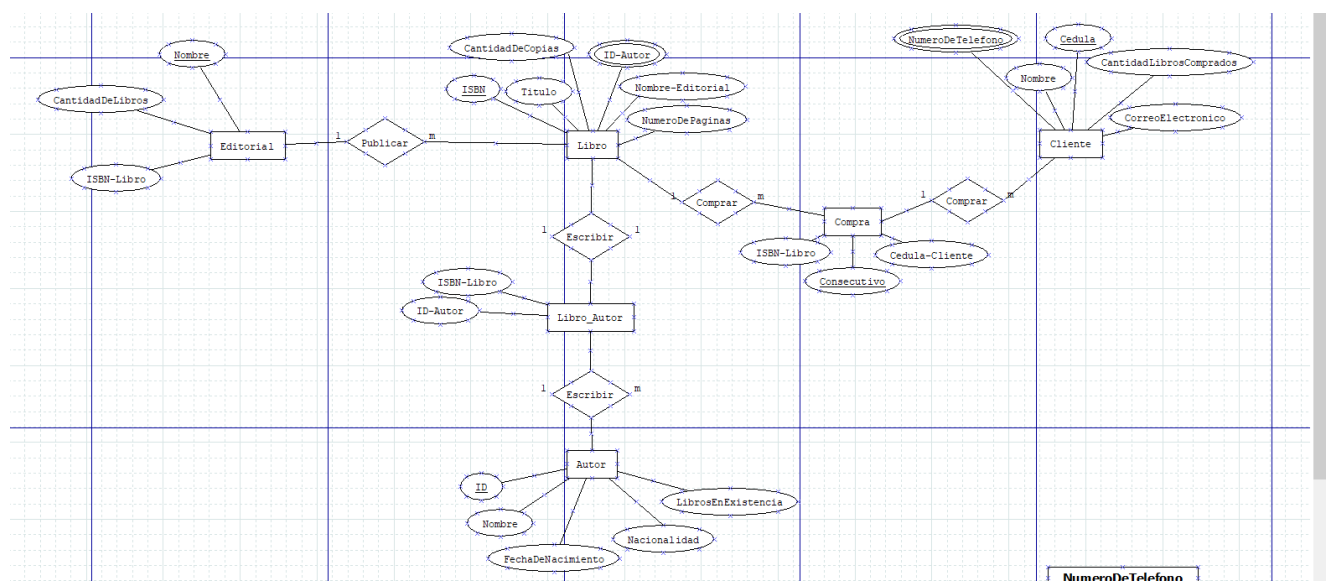 Nombre
CantidadDeLibros
Editorial
ISBN-Libro
1
Publicar
m
CantidadDeCopias
ID-Autor
ISBN
Titulo
Nombre-Editorial
NumeroDePaginas
Libro
NumeroDeTelefono
Cedula
Nombre
CantidadLibrosComprados
CorreoElectronico
Cliente
1
Comprar
m
1
Comprar
m
Compra
ISBN-Libro
Cedula-Cliente
Consecutivo
1
Escribir
1
ISBN-Libro
ID-Autor
Libro_Autor
1
Escribir
m
Autor
ID
Nombre
FechaDeNacimiento
Nacionalidad
LibrosEnExistencia
NumeroDeTelefono